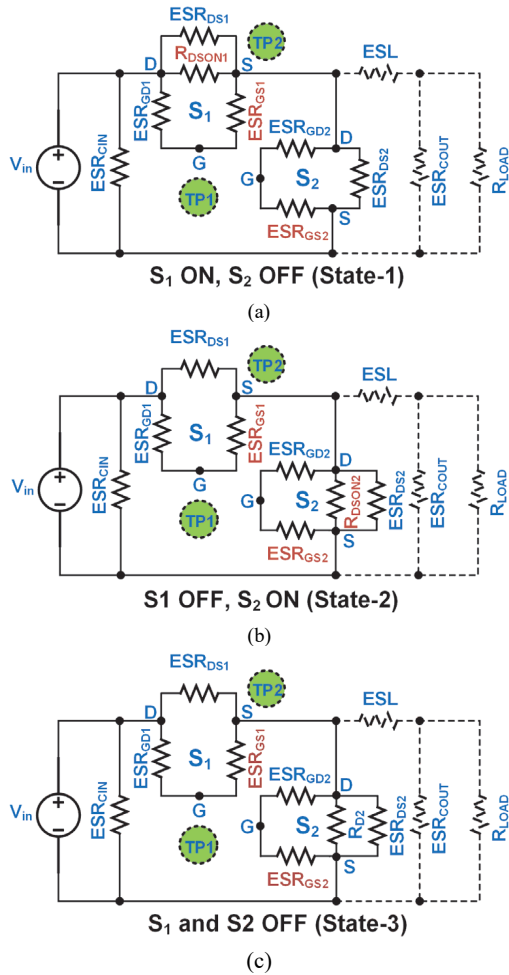 ESR_DS1
TP2
D
R_DSON1
S
ESL
ESR_GD1
S_1
ESR_GS1
ESR_GD2
D
V_in
ESR_CIN
G
G
S_2
ESR_DS2
ESR_COUT
R_LOAD
TP1
S
ESR_GS2
S_1 ON, S_2 OFF (State-1)
(a)
ESR_DS1
TP2
D
S
ESL
ESR_GD1
S_1
ESR_GS1
ESR_GD2
D
V_in
ESR_CIN
G
G
S_2
R_DSON2
ESR_DS2
ESR_COUT
R_LOAD
TP1
S
ESR_GS2
S1 OFF, S_2 ON (State-2)
(b)
ESR_DS1
TP2
D
S
ESL
ESR_GD1
S_1
ESR_GS1
ESR_GD2
D
V_in
ESR_CIN
G
G
S_2
R_D2
ESR_DS2
ESR_COUT
R_LOAD
TP1
S
ESR_GS2
S_1 and S2 OFF (State-3)
(c)